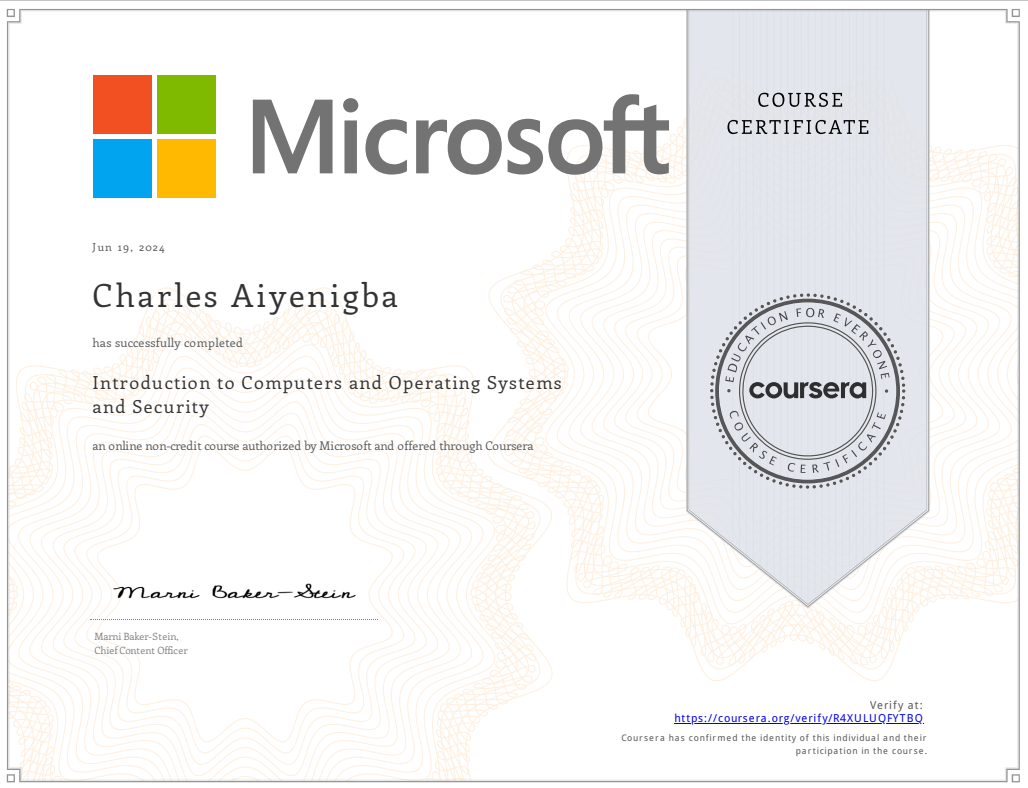 Microsoft
COURSE
CERTIFICATE
Jun 19, 2024
Charles Aiyenigba
has successfully completed
Introduction to Computers and Operating Systems
and Security
an online non-credit course authorized by Microsoft and offered through Coursera
EDUCATION FOR EVERYONE
coursera
COURSE CERTIFICATE
Marni Baker-Stein
Marni Baker-Stein,
Chief Content Officer
Verify at:
https://coursera.org/verify/R4XULUQFYTBQ
Coursera has confirmed the identity of this individual and their
participation in the course.